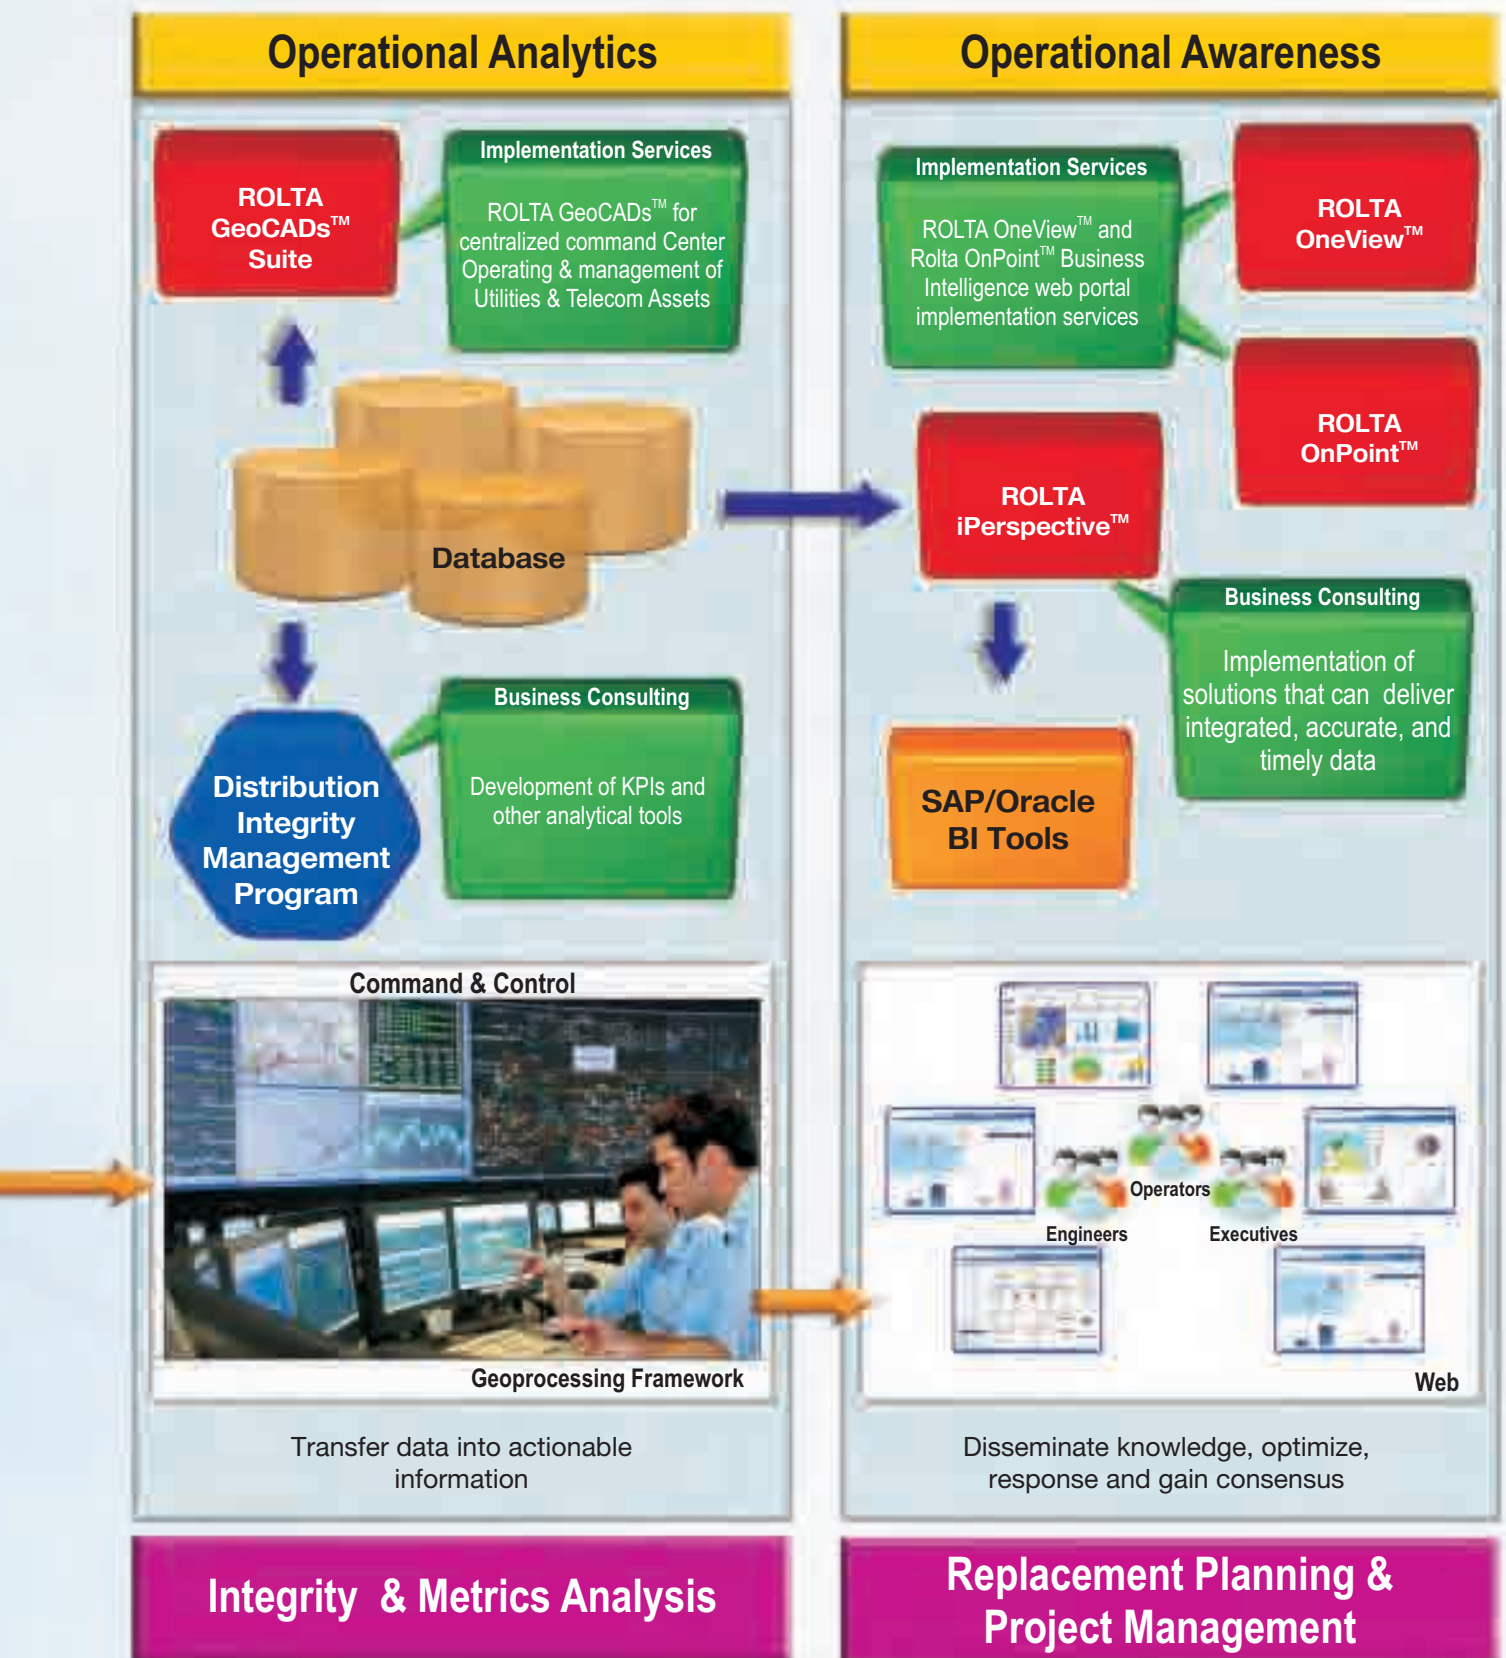 Operational Analytics
ROLTA
GeoCADs™
Suite
Implementation Services
ROLTA GeoCADs™ for
centralized command Center
Operating & management of
Utilities & Telecom Assets
Database
Distribution
Integrity
Management
Program
Business Consulting
Development of KPIs and
other analytical tools
Command & Control
Geoprocessing Framework
Transfer data into actionable
information
Integrity & Metrics Analysis
Operational Awareness
Implementation Services
ROLTA OneView™ and
Rolta OnPoint™ Business
Intelligence web portal
implementation services
ROLTA
OneView™
ROLTA
OnPoint™
ROLTA
iPerspective™
Business Consulting
Implementation of
solutions that can deliver
integrated, accurate, and
timely data
SAP/Oracle
BI Tools
Operators
Engineers
Executives
Web
Disseminate knowledge, optimize,
response and gain consensus
Replacement Planning &
Project Management